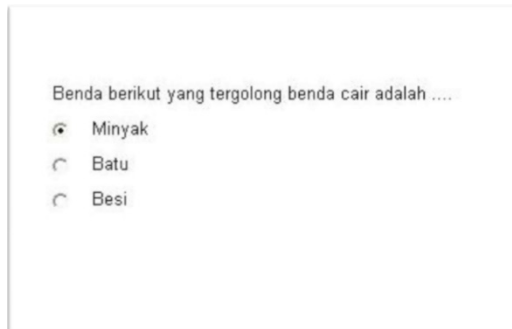 Benda berikut yang tergolong benda cair adalah ....
Minyak
Batu
Besi